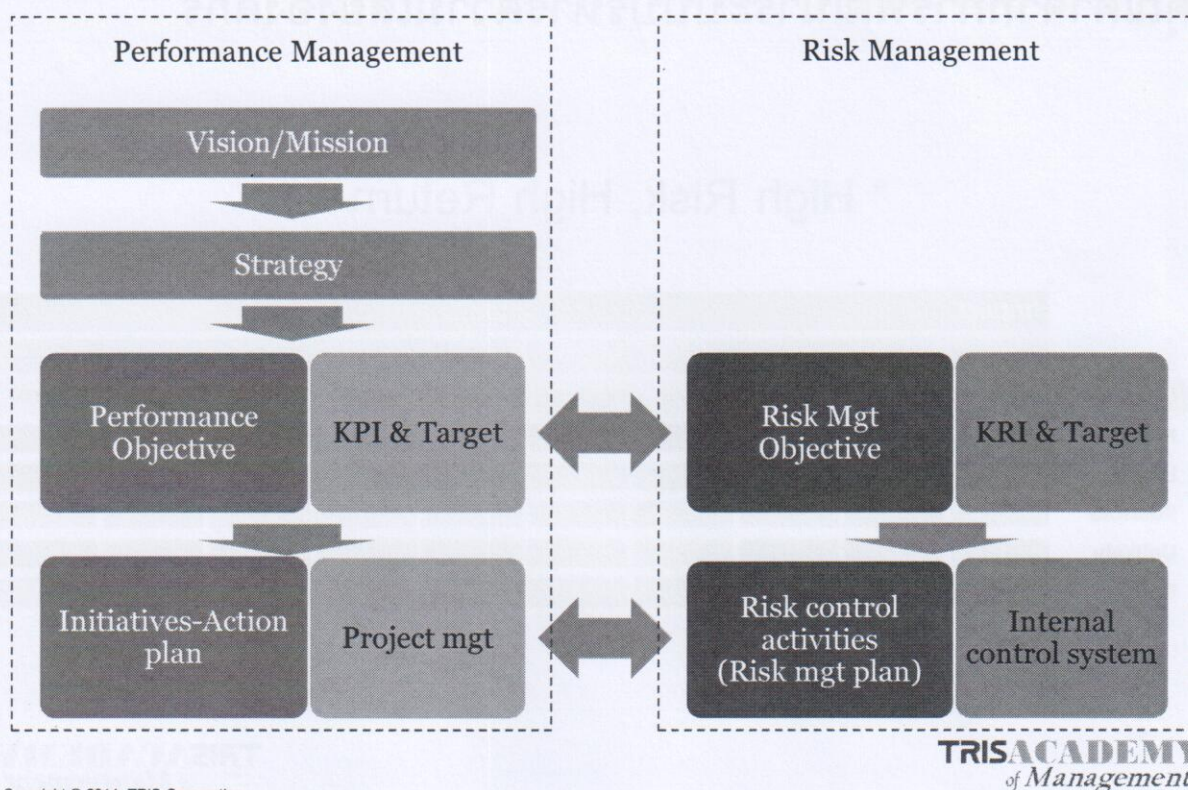 Performance Management
Vision/Mission
Strategy
Performance
Objective
KPI & Target
Initiatives-Action
plan
Project mgt
Risk Management
Risk Mgt
Objective
KRI & Target
Risk control
activities
(Risk mgt plan)
Internal
control system
High Risk, High Return
TRISACADEMY
of Management